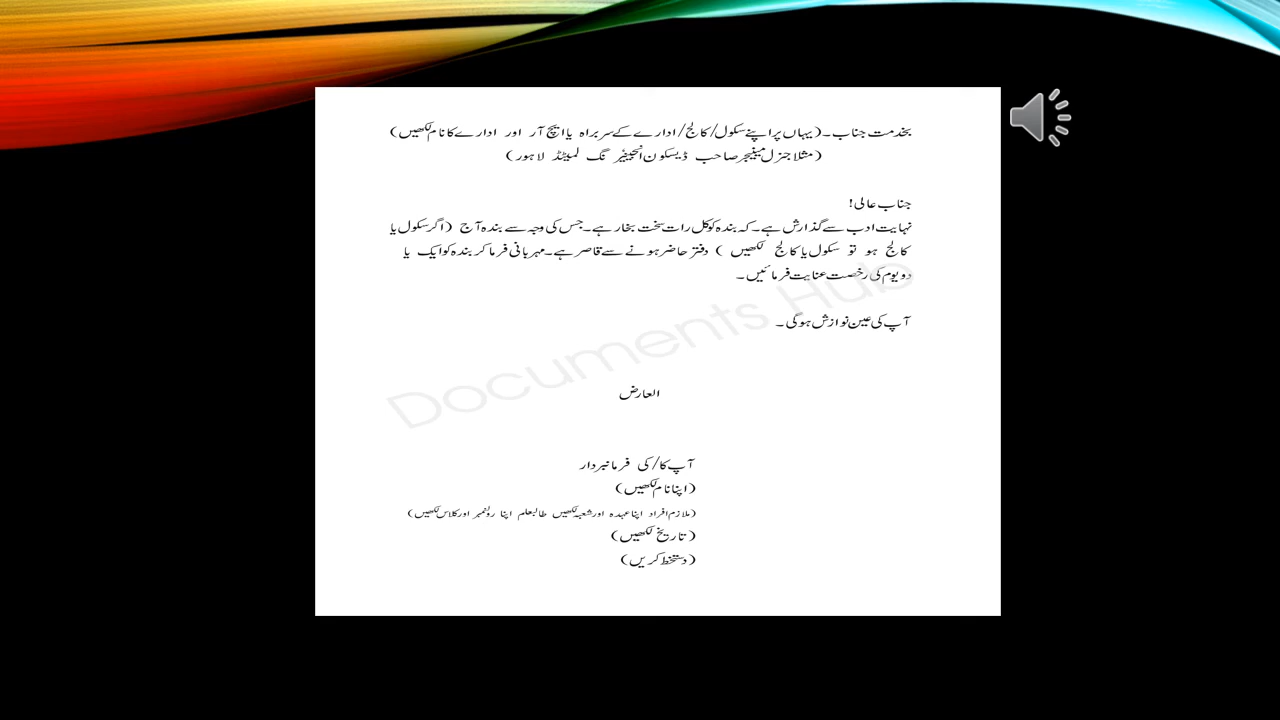 بخدمت جناب ۔ ( یہاں پر اپنے سکول / کالج / ادارے کے سربراہ یا ایچ آر اور ادارے کا نام لکھیں )
( مثلا جنرل مینیجر صاحب ڈیسکون انجینئرنگ لمیٹڈ لاہور )
جناب عالی !
نہایت ادب سے گذارش ہے ۔ کہ بندہ کو کل رات سخت بخار ہے ۔ جس کی وجہ سے بندہ آج ( اگر سکول یا
کالج ہو تو سکول یا کالج لکھیں ) دفتر حاضر ہونے سے قاصر ہے ۔ مہربانی فرما کر بندہ کو ایک یا
دو یوم کی رخصت عنایت فرمائیں ۔
آپ کی عین نوازش ہوگی ۔
Documents Hub
العارض
آپ کا / کی فرمانبردار
( اپنا نام لکھیں )
( ملازم افراد اپنا عہدہ اور شعبہ لکھیں طالبعلم اپنا رولنمبر اور کلاس لکھیں )
( تاریخ لکھیں )
( دستخط کریں )